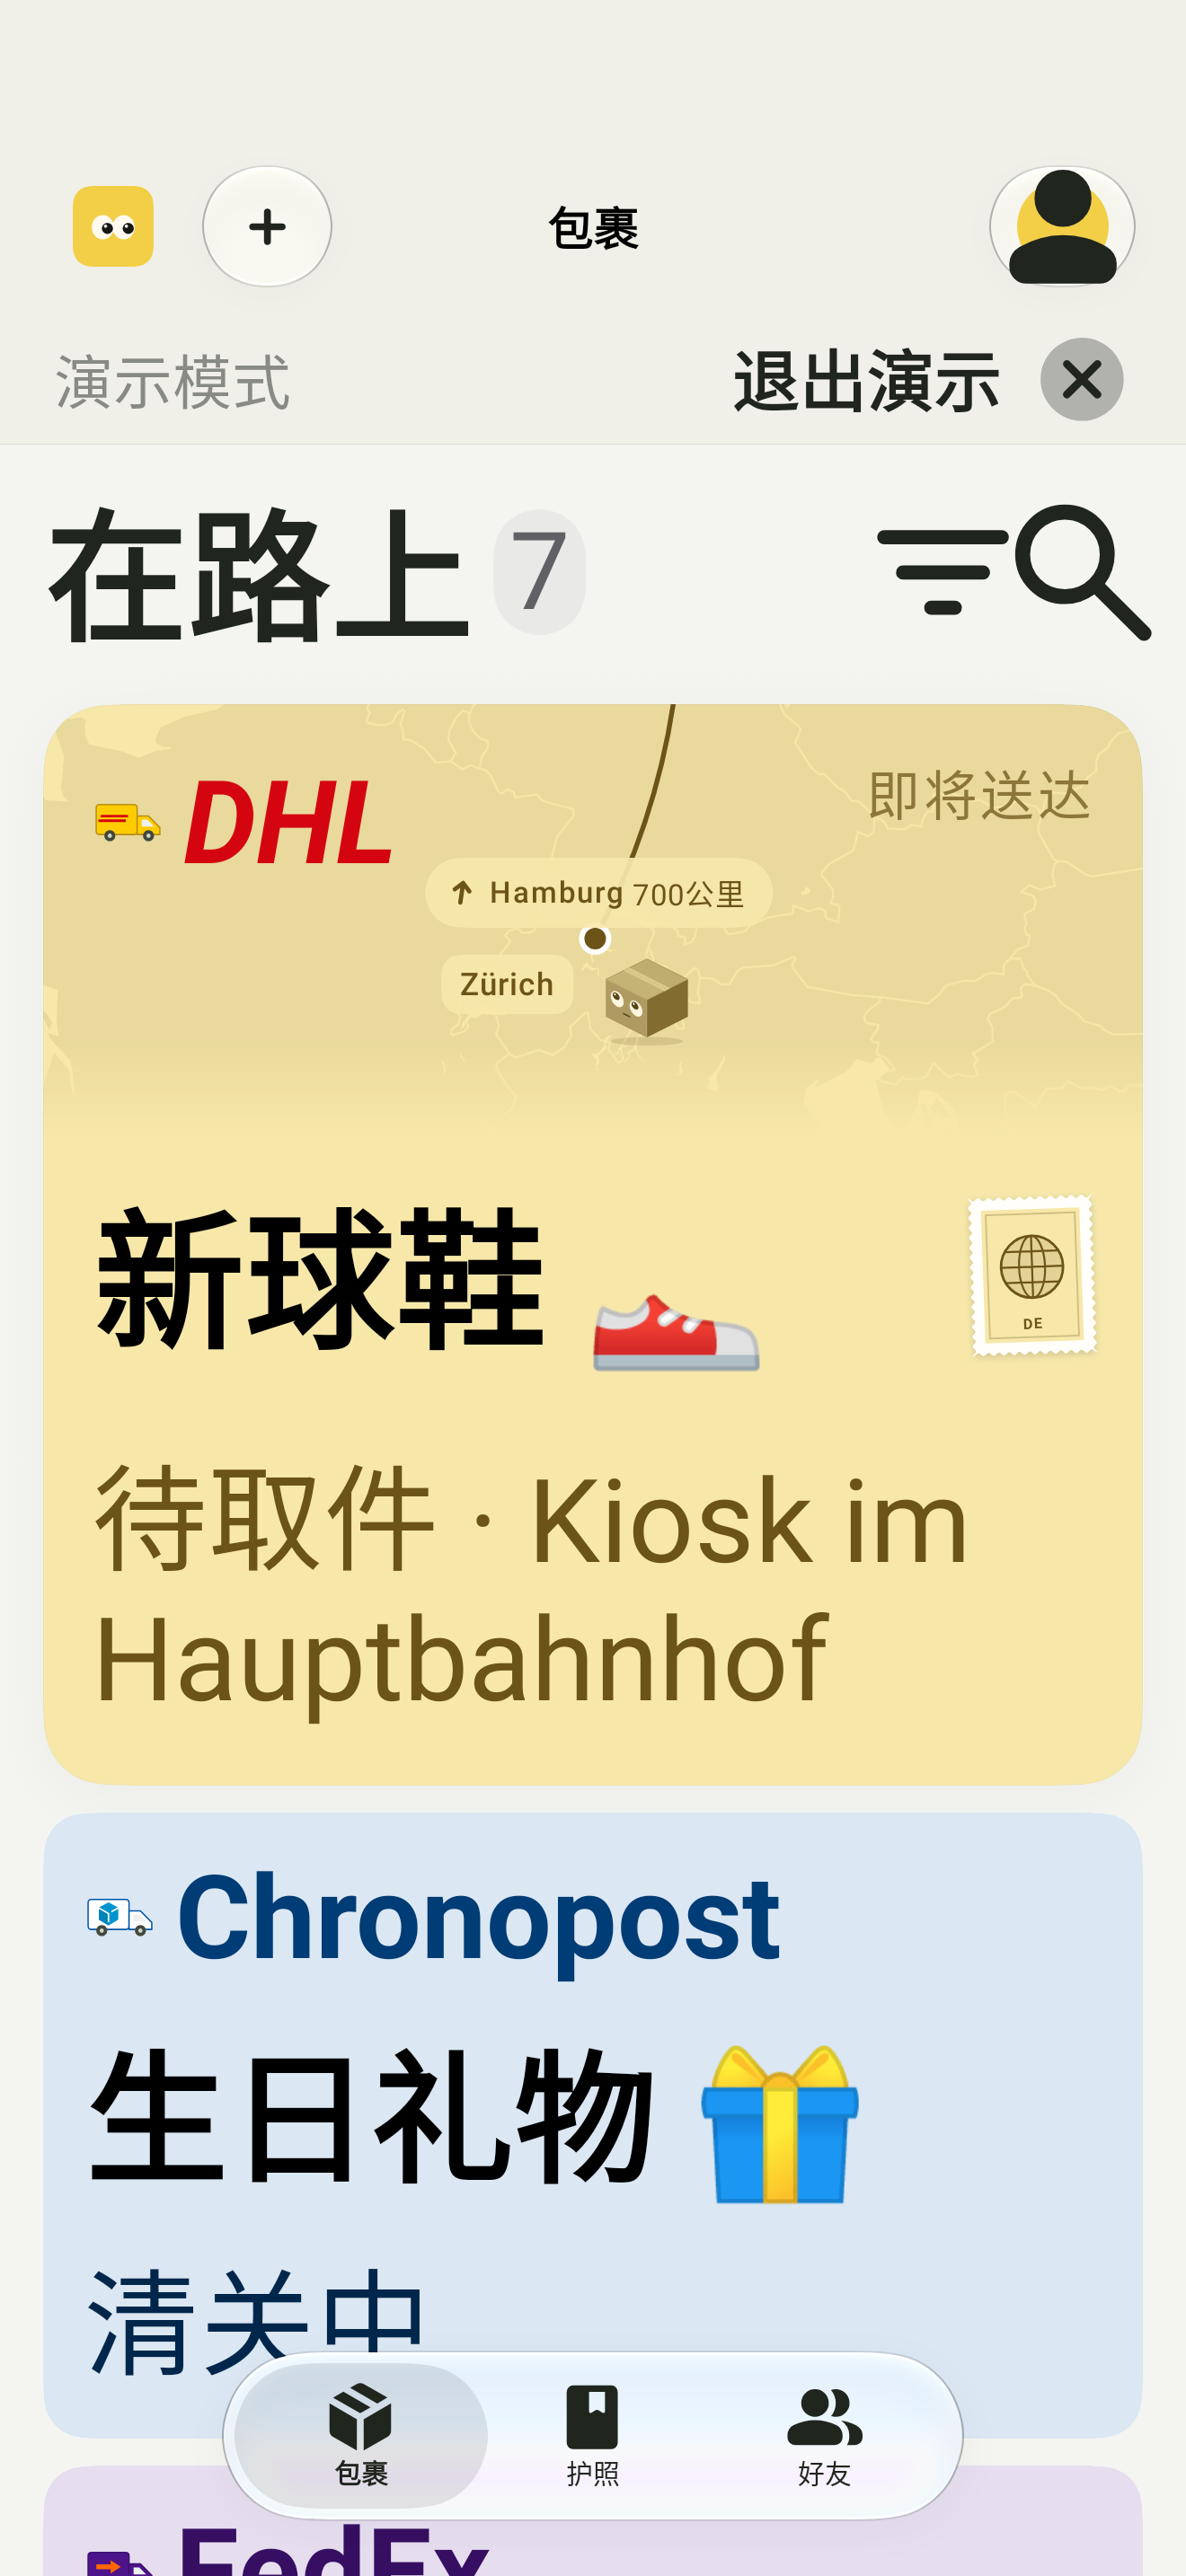 包裹
演示模式
退出演示
在路上 7
DHL
即将送达
Hamburg 700公里
Zürich
新球鞋
DE
待取件 · Kiosk im
Hauptbahnhof
Chronopost
生日礼物
清关中
包裹
护照
好友
FedEx